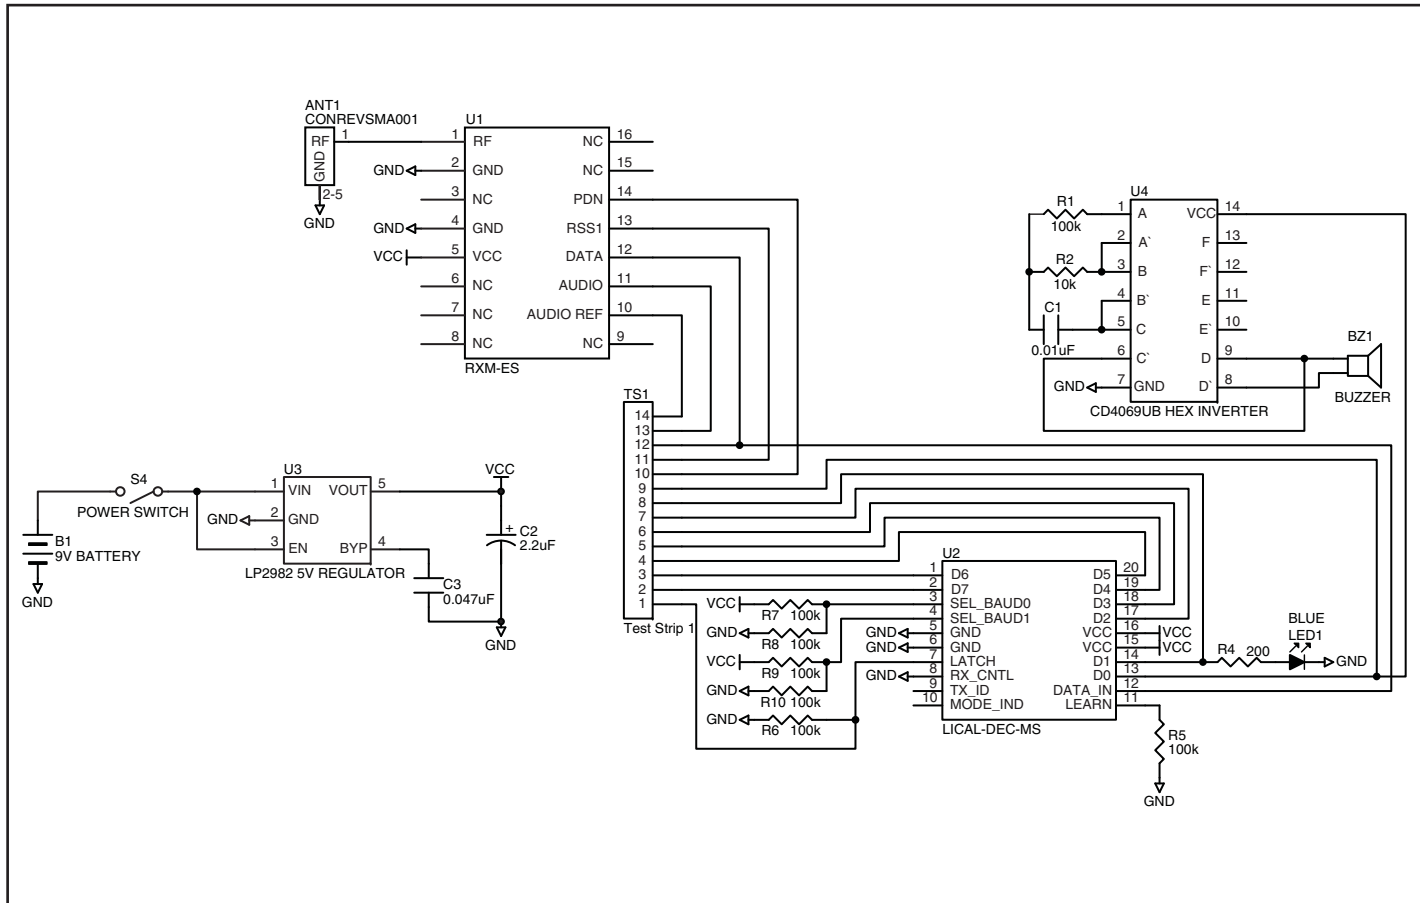 ANT1
CONREVSMA001
RF 1
GND
2-5
GND
U1
1 RF NC 16
GND 2 GND NC 15
3 NC PDN 14
GND 4 GND RSS1 13
VCC 5 VCC DATA 12
6 NC AUDIO 11
7 NC AUDIO REF 10
8 NC NC 9
RXM-ES
U4
R1 1 A VCC 14
100k
2 A` F 13
R2 3 B F` 12
10k
4 B` E 11
C1 5 C E` 10
0.01uF
6 C` D 9
GND 7 GND D` 8
CD4069UB HEX INVERTER
BZ1
BUZZER
TS1
14
13
12
11
10
9
8
7
6
5
4
3
2
1
Test Strip 1
S4
POWER SWITCH
B1
9V BATTERY
GND
U3
1 VIN VOUT 5
GND 2 GND
3 EN BYP 4
LP2982 5V REGULATOR
VCC
+ C2
2.2uF
C3
0.047uF
GND
VCC R7 100k
GND R8 100k
VCC R9 100k
GND R10 100k
GND R6 100k
U2
1 D6 D5 20
2 D7 D4 19
3 SEL_BAUD0 D3 18
4 SEL_BAUD1 D2 17
GND 5 GND VCC 16 VCC
GND 6 GND VCC 15 VCC
7 LATCH D1 14
GND 8 RX_CNTL D0 13
9 TX_ID DATA_IN 12
10 MODE_IND LEARN 11
LICAL-DEC-MS
BLUE
LED1
R4 200
GND
R5
100k
GND